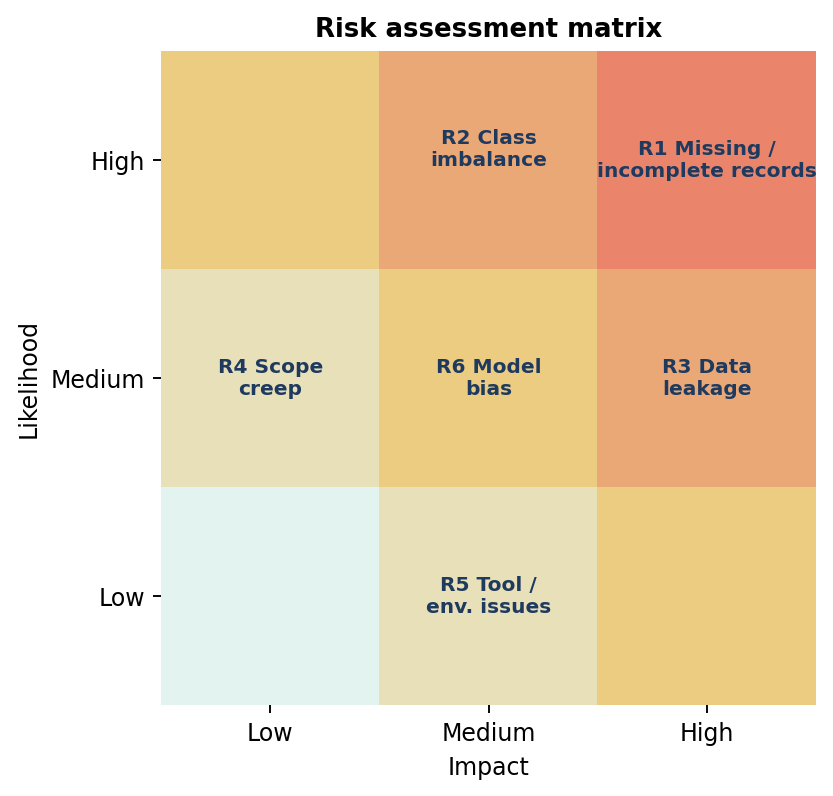 Risk assessment matrix
Likelihood
High
R2 Class
imbalance
R1 Missing /
incomplete records
Medium
R4 Scope
creep
R6 Model
bias
R3 Data
leakage
Low
R5 Tool /
env. issues
Low
Medium
High
Impact